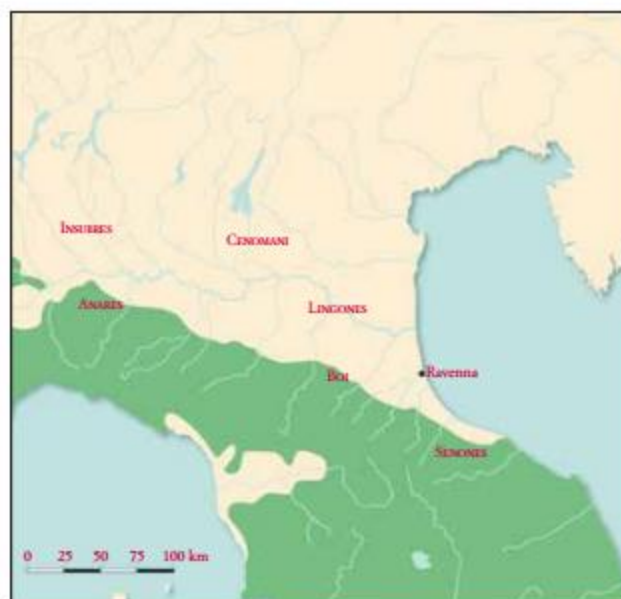 INSUBRES
CENOMANI
ANARES
LINGONES
BOI
Ravenna
SENONES
0 25 50 75 100 km